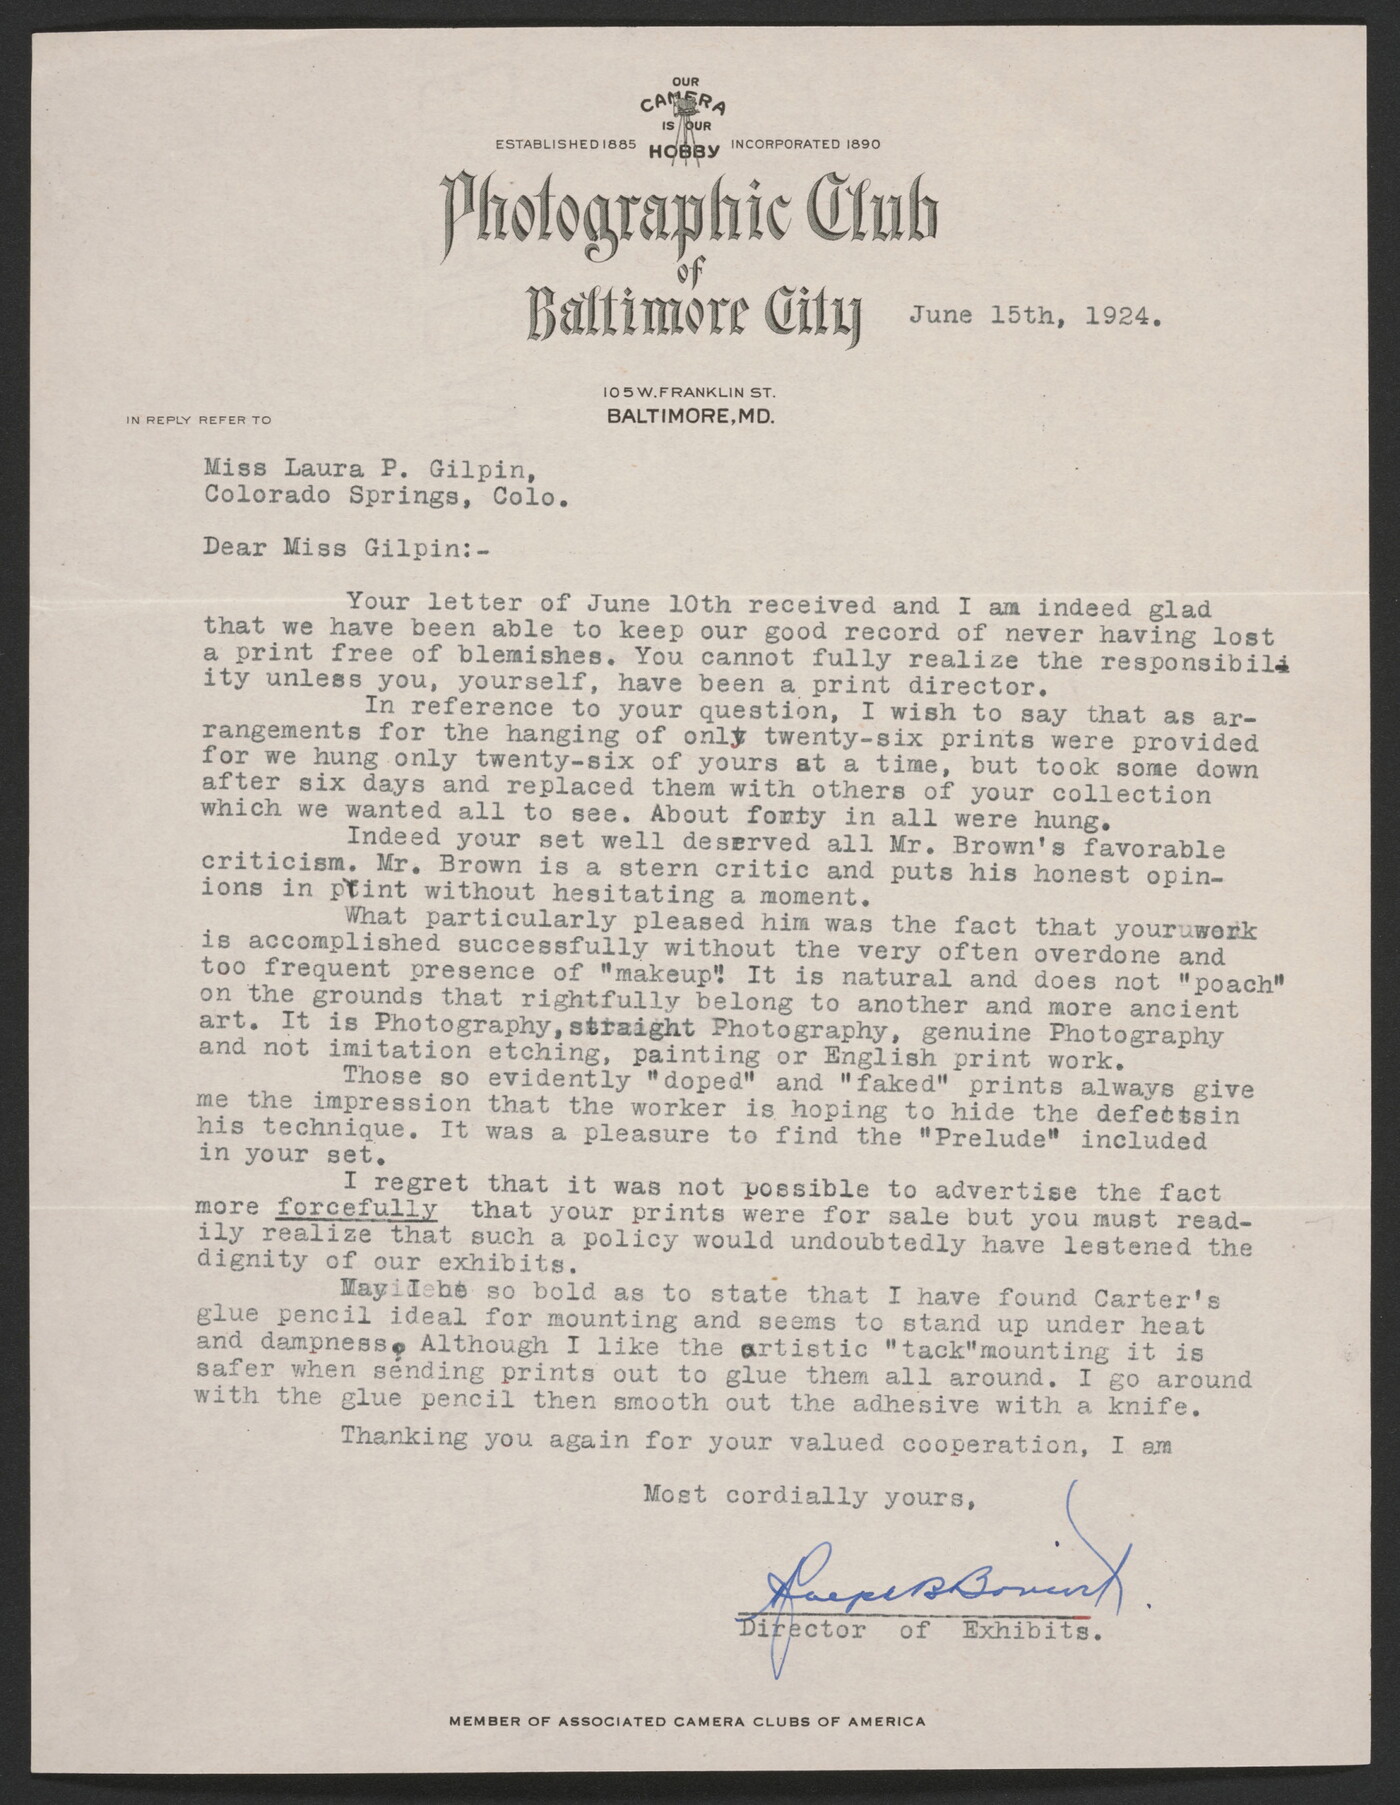 OUR
CAMERA
IS OUR
HOBBY
ESTABLISHED 1885
INCORPORATED 1890
Photographic Club
of
Baltimore City
June 15th, 1924.
105 W. FRANKLIN ST.
BALTIMORE, MD.
IN REPLY REFER TO
Miss Laura P. Gilpin,
Colorado Springs, Colo.
Dear Miss Gilpin:-
Your letter of June 10th received and I am indeed glad
that we have been able to keep our good record of never having lost
a print free of blemishes. You cannot fully realize the responsibili
ity unless you, yourself, have been a print director.
In reference to your question, I wish to say that as ar-
rangements for the hanging of only twenty-six prints were provided
for we hung only twenty-six of yours at a time, but took some down
after six days and replaced them with others of your collection
which we wanted all to see. About forty in all were hung.
Indeed your set well deserved all Mr. Brown's favorable
criticism. Mr. Brown is a stern critic and puts his honest opin-
ions in print without hesitating a moment.
What particularly pleased him was the fact that your work
is accomplished successfully without the very often overdone and
too frequent presence of "makeup". It is natural and does not "poach"
on the grounds that rightfully belong to another and more ancient
art. It is Photography, straight Photography, genuine Photography
and not imitation etching, painting or English print work.
Those so evidently "doped" and "faked" prints always give
me the impression that the worker is hoping to hide the defectsin
his technique. It was a pleasure to find the "Prelude" included
in your set.
I regret that it was not possible to advertise the fact
more forcefully that your prints were for sale but you must read-
ily realize that such a policy would undoubtedly have lestened the
dignity of our exhibits.
May I be so bold as to state that I have found Carter's
glue pencil ideal for mounting and seems to stand up under heat
and dampness. Although I like the artistic "tack"mounting it is
safer when sending prints out to glue them all around. I go around
with the glue pencil then smooth out the adhesive with a knife.
Thanking you again for your valued cooperation, I am
Most cordially yours,
Director of Exhibits.
MEMBER OF ASSOCIATED CAMERA CLUBS OF AMERICA